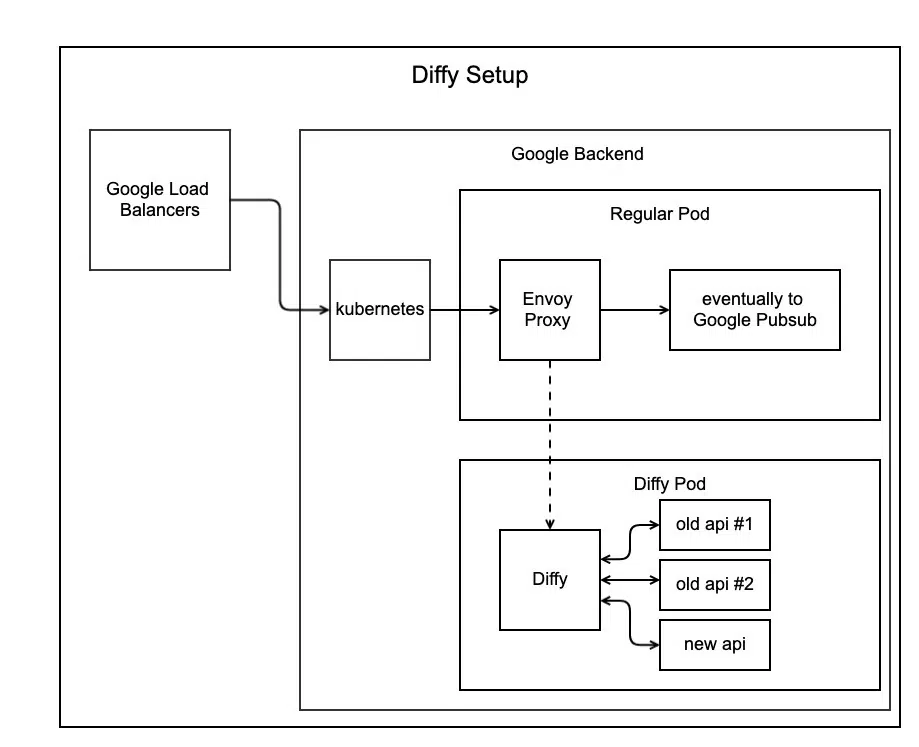 Diffy Setup
Google Load
Balancers
Google Backend
Regular Pod
kubernetes
Envoy
Proxy
eventually to
Google Pubsub
Diffy Pod
Diffy
old api #1
old api #2
new api